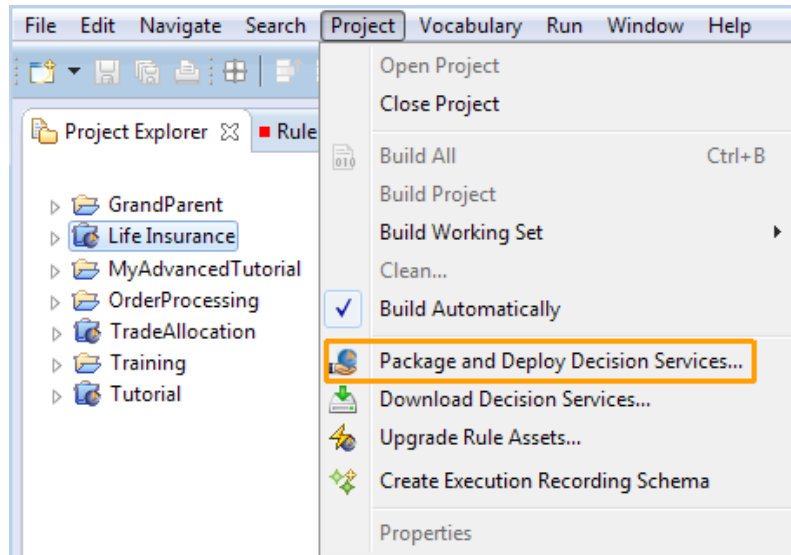 File Edit Navigate Search Project Vocabulary Run Window Help
Open Project
Close Project
Project Explorer Rule
010
Build All Ctrl+B
Build Project
GrandParent
Life Insurance
Build Working Set
MyAdvancedTutorial
Clean...
OrderProcessing
Build Automatically
TradeAllocation
Training
Package and Deploy Decision Services...
Tutorial
Download Decision Services...
Upgrade Rule Assets...
Create Execution Recording Schema
Properties